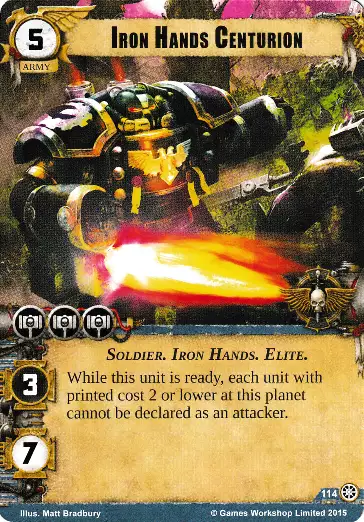 5
ARMY
IRON HANDS CENTURION
SOLDIER. IRON HANDS. ELITE.
3
While this unit is ready, each unit with
printed cost 2 or lower at this planet
cannot be declared as an attacker.
7
114
Illus. Matt Bradbury
© Games Workshop Limited 2015